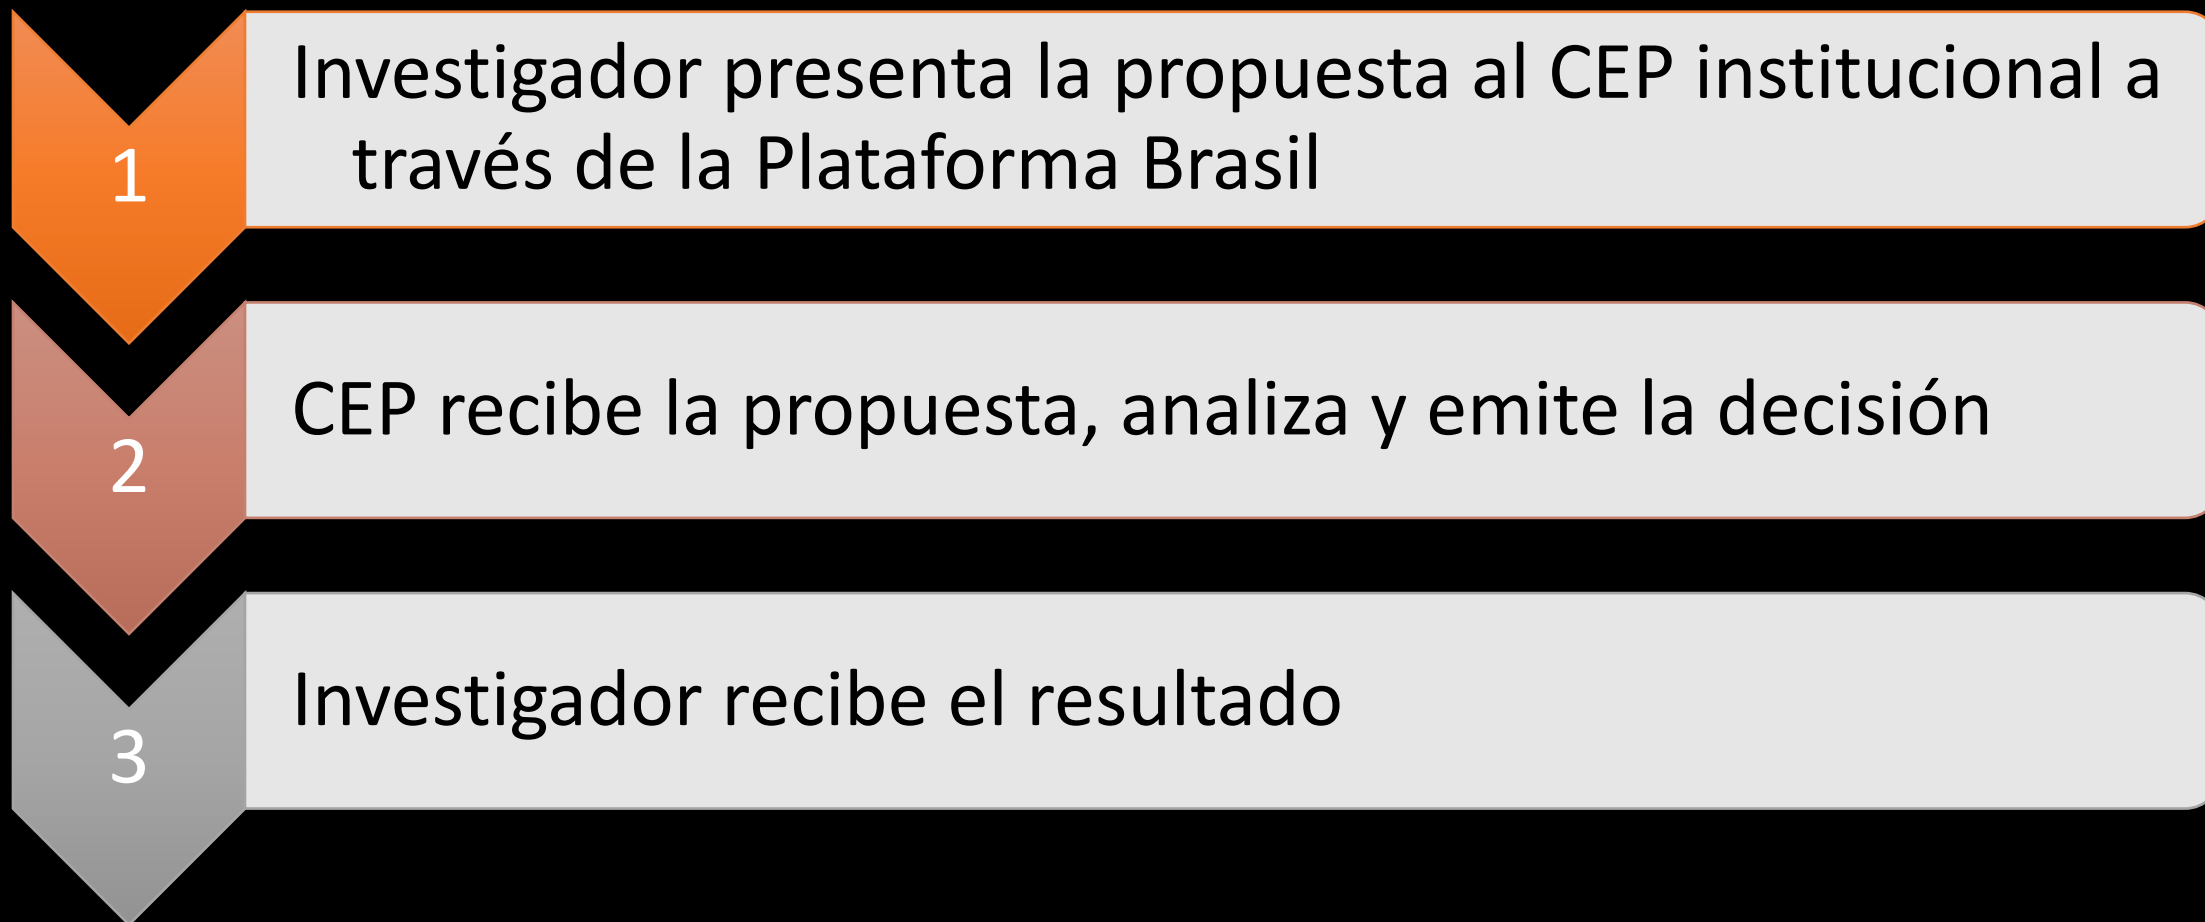 1
Investigador presenta la propuesta al CEP institucional a
través de la Plataforma Brasil
2
CEP recibe la propuesta, analiza y emite la decisión
3
Investigador recibe el resultado